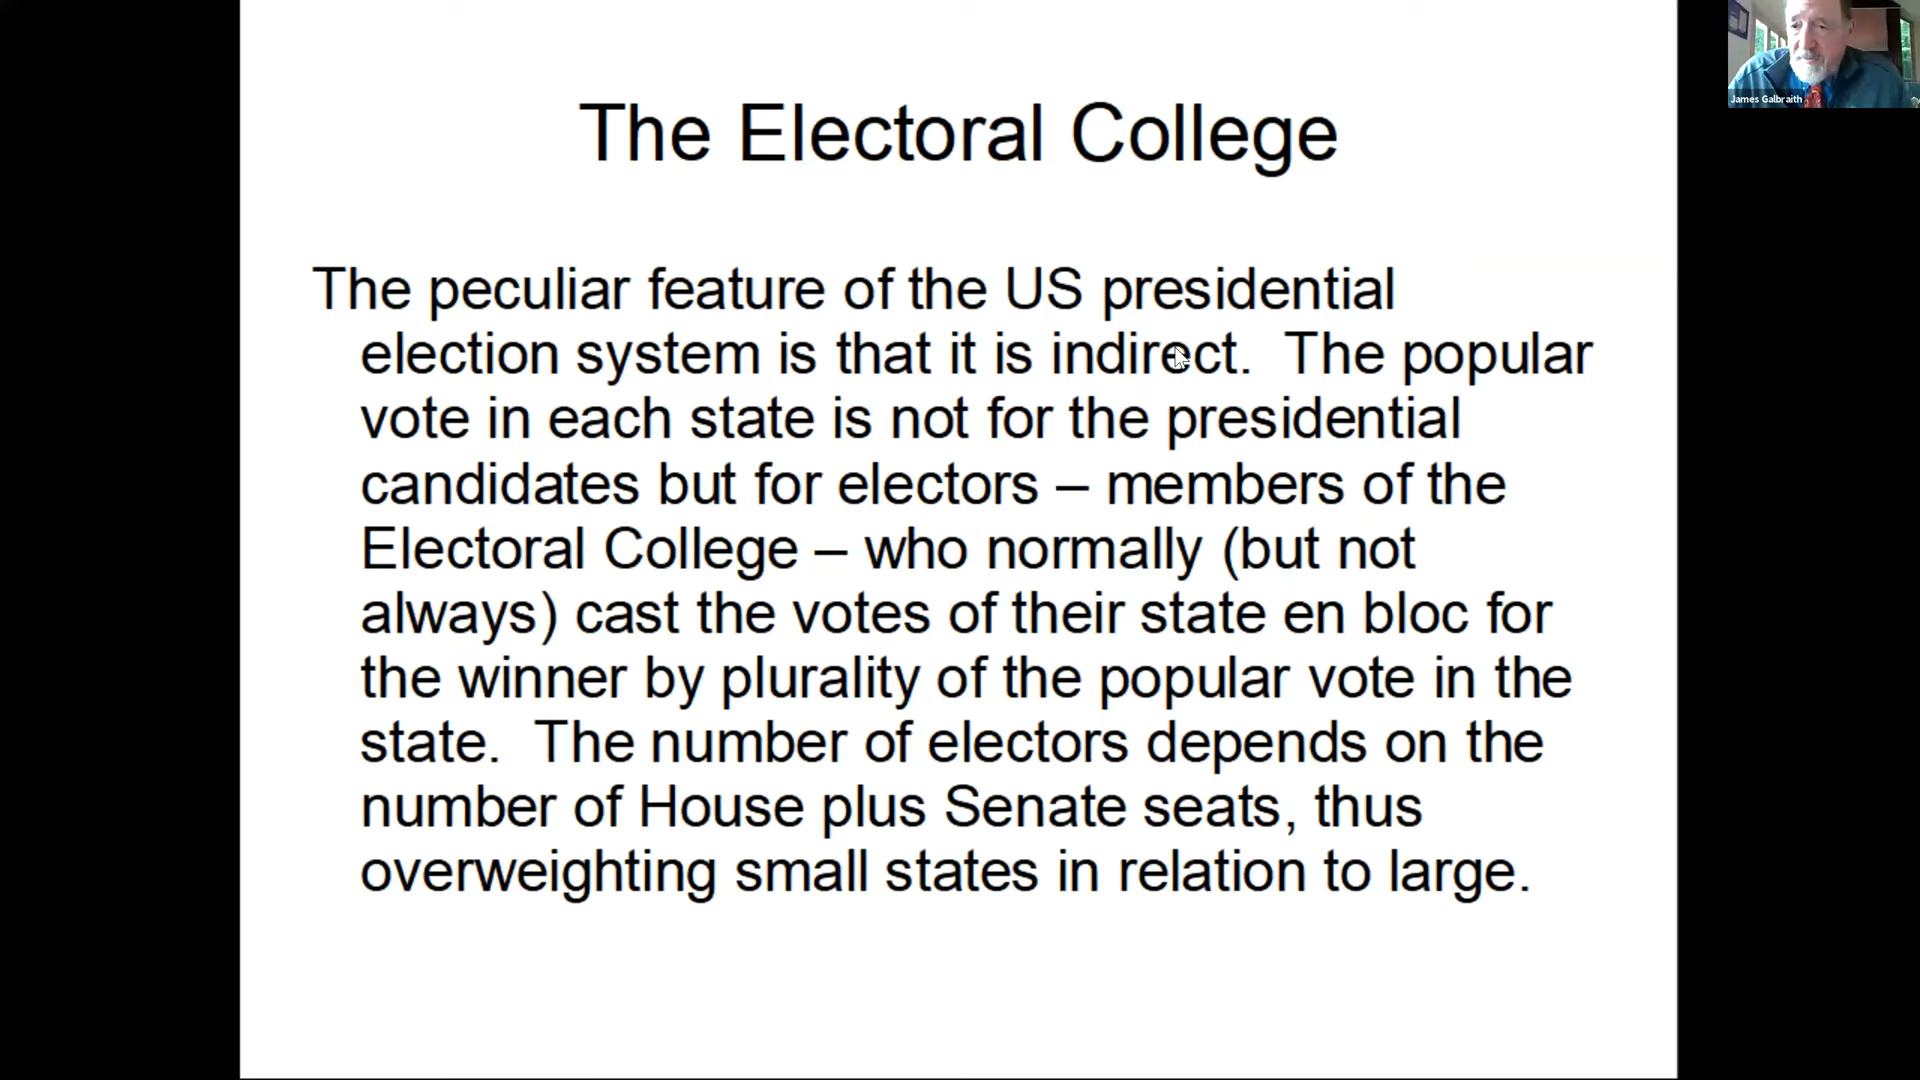 The Electoral College
The peculiar feature of the US presidential
election system is that it is indirect.  The popular
vote in each state is not for the presidential
candidates but for electors – members of the
Electoral College – who normally (but not
always) cast the votes of their state en bloc for
the winner by plurality of the popular vote in the
state.  The number of electors depends on the
number of House plus Senate seats, thus
overweighting small states in relation to large.
James Galbraith